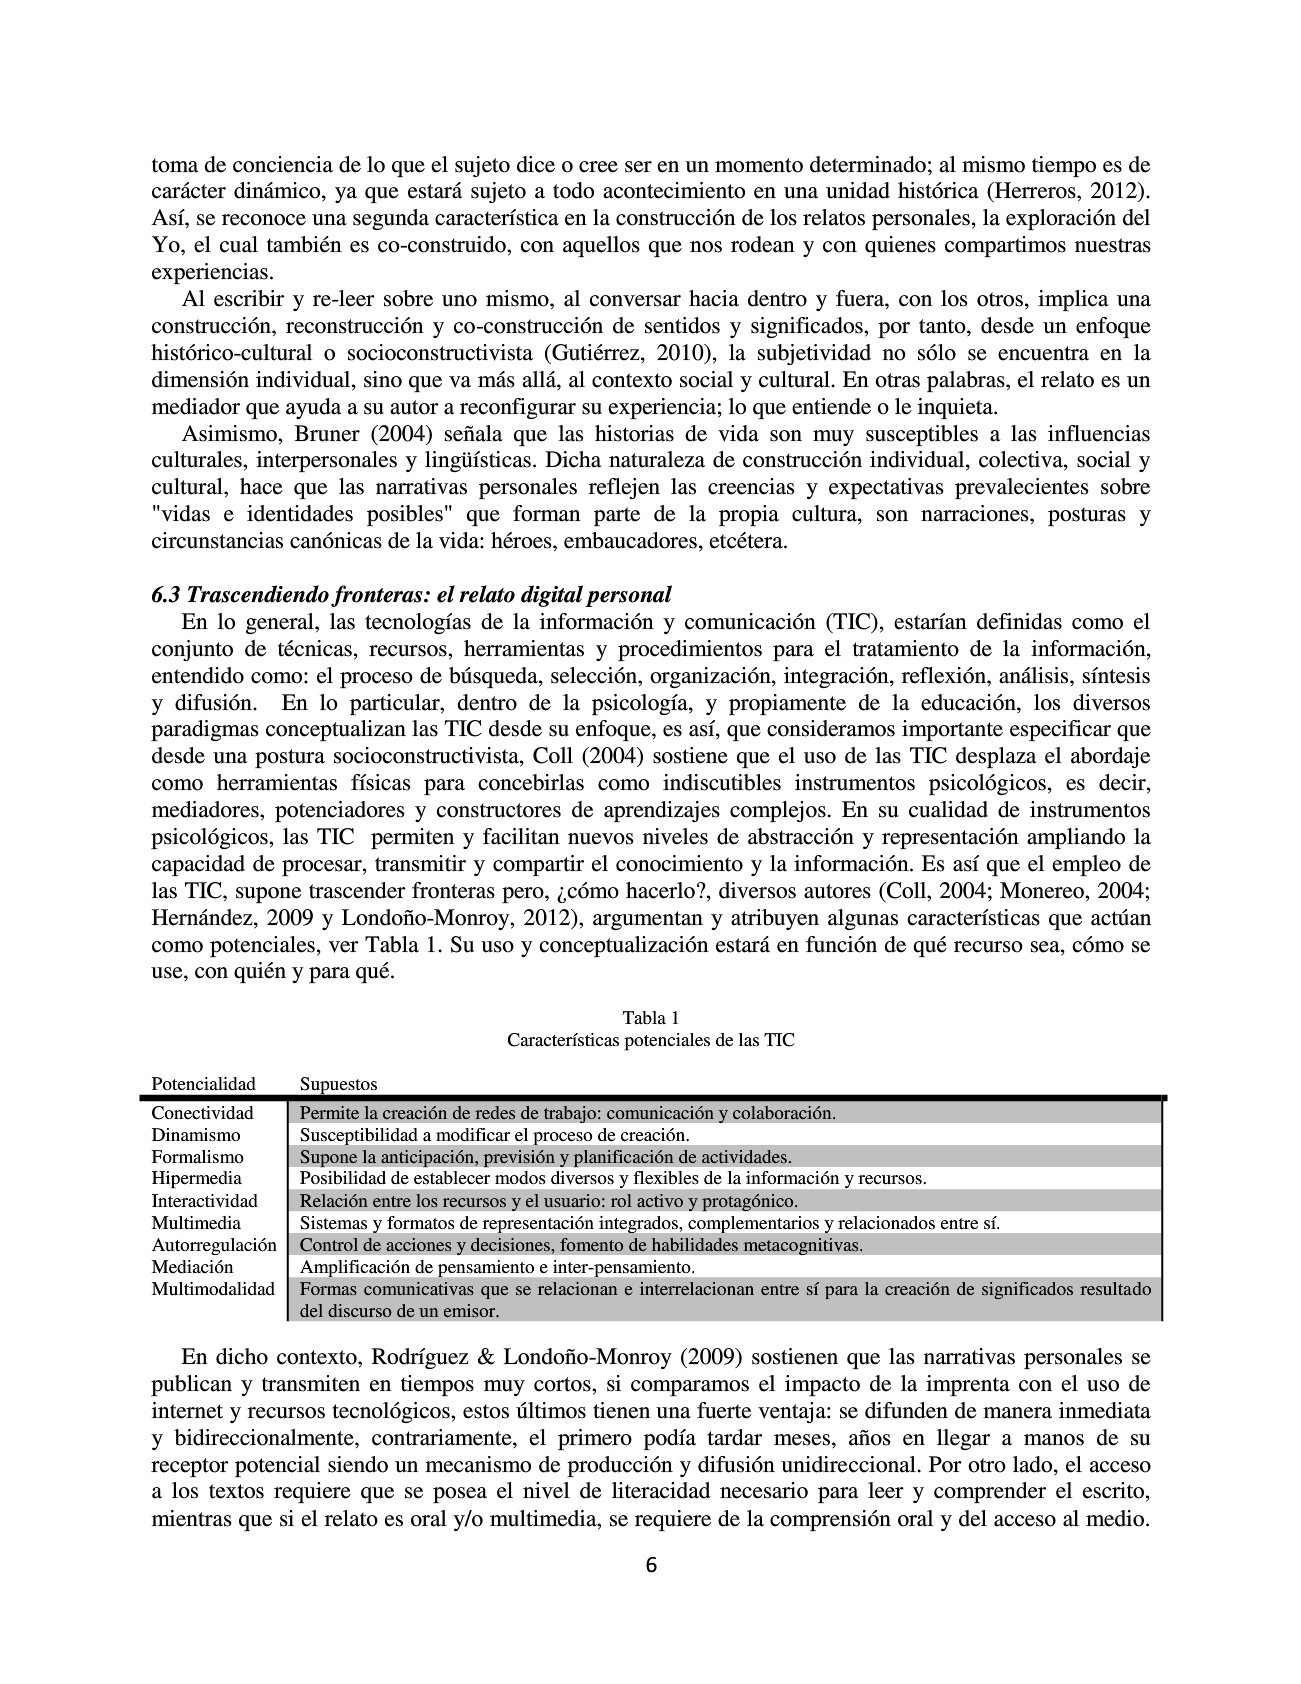 toma de conciencia de lo que el sujeto dice o cree ser en un momento determinado; al mismo tiempo es de
carácter dinámico, ya que estará sujeto a todo acontecimiento en una unidad histórica (Herreros, 2012).
Así, se reconoce una segunda característica en la construcción de los relatos personales, la exploración del
Yo, el cual también es co-construido, con aquellos que nos rodean y con quienes compartimos nuestras
experiencias.
Al escribir y re-leer sobre uno mismo, al conversar hacia dentro y fuera, con los otros, implica una
construcción, reconstrucción y co-construcción de sentidos y significados, por tanto, desde un enfoque
histórico-cultural o socioconstructivista (Gutiérrez, 2010), la subjetividad no sólo se encuentra en la
dimensión individual, sino que va más allá, al contexto social y cultural. En otras palabras, el relato es un
mediador que ayuda a su autor a reconfigurar su experiencia; lo que entiende o le inquieta.
Asimismo, Bruner (2004) señala que las historias de vida son muy susceptibles a las influencias
culturales, interpersonales y lingüísticas. Dicha naturaleza de construcción individual, colectiva, social y
cultural, hace que las narrativas personales reflejen las creencias y expectativas prevalecientes sobre
"vidas e identidades posibles" que forman parte de la propia cultura, son narraciones, posturas y
circunstancias canónicas de la vida: héroes, embaucadores, etcétera.
6.3 Trascendiendo fronteras: el relato digital personal
En lo general, las tecnologías de la información y comunicación (TIC), estarían definidas como el
conjunto de técnicas, recursos, herramientas y procedimientos para el tratamiento de la información,
entendido como: el proceso de búsqueda, selección, organización, integración, reflexión, análisis, síntesis
y difusión. En lo particular, dentro de la psicología, y propiamente de la educación, los diversos
paradigmas conceptualizan las TIC desde su enfoque, es así, que consideramos importante especificar que
desde una postura socioconstructivista, Coll (2004) sostiene que el uso de las TIC desplaza el abordaje
como herramientas físicas para concebirlas como indiscutibles instrumentos psicológicos, es decir,
mediadores, potenciadores y constructores de aprendizajes complejos. En su cualidad de instrumentos
psicológicos, las TIC permiten y facilitan nuevos niveles de abstracción y representación ampliando la
capacidad de procesar, transmitir y compartir el conocimiento y la información. Es así que el empleo de
las TIC, supone trascender fronteras pero, ¿cómo hacerlo?, diversos autores (Coll, 2004; Monereo, 2004;
Hernández, 2009 y Londoño-Monroy, 2012), argumentan y atribuyen algunas características que actúan
como potenciales, ver Tabla 1. Su uso y conceptualización estará en función de qué recurso sea, cómo se
use, con quién y para qué.
Tabla 1
Características potenciales de las TIC
Potencialidad Supuestos
Conectividad Permite la creación de redes de trabajo: comunicación y colaboración.
Dinamismo Susceptibilidad a modificar el proceso de creación.
Formalismo Supone la anticipación, previsión y planificación de actividades.
Hipermedia Posibilidad de establecer modos diversos y flexibles de la información y recursos.
Interactividad Relación entre los recursos y el usuario: rol activo y protagónico.
Multimedia Sistemas y formatos de representación integrados, complementarios y relacionados entre sí.
Autorregulación Control de acciones y decisiones, fomento de habilidades metacognitivas.
Mediación Amplificación de pensamiento e inter-pensamiento.
Multimodalidad Formas comunicativas que se relacionan e interrelacionan entre sí para la creación de significados resultado
del discurso de un emisor.
En dicho contexto, Rodríguez & Londoño-Monroy (2009) sostienen que las narrativas personales se
publican y transmiten en tiempos muy cortos, si comparamos el impacto de la imprenta con el uso de
internet y recursos tecnológicos, estos últimos tienen una fuerte ventaja: se difunden de manera inmediata
y bidireccionalmente, contrariamente, el primero podía tardar meses, años en llegar a manos de su
receptor potencial siendo un mecanismo de producción y difusión unidireccional. Por otro lado, el acceso
a los textos requiere que se posea el nivel de literacidad necesario para leer y comprender el escrito,
mientras que si el relato es oral y/o multimedia, se requiere de la comprensión oral y del acceso al medio.
6